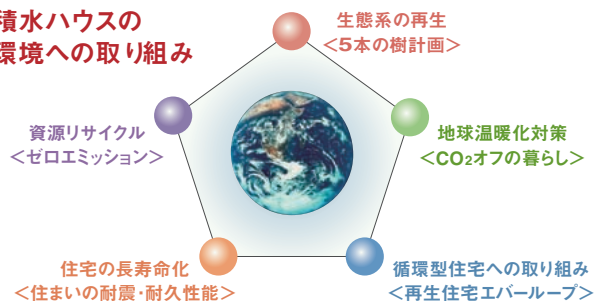 積水ハウスの
環境への取り組み
生態系の再生
<5本の樹計画>
資源リサイクル
<ゼロエミッション>
地球温暖化対策
<CO₂オフの暮らし>
住宅の長寿命化
<住まいの耐震・耐久性能>
循環型住宅への取り組み
<再生住宅エバーループ>